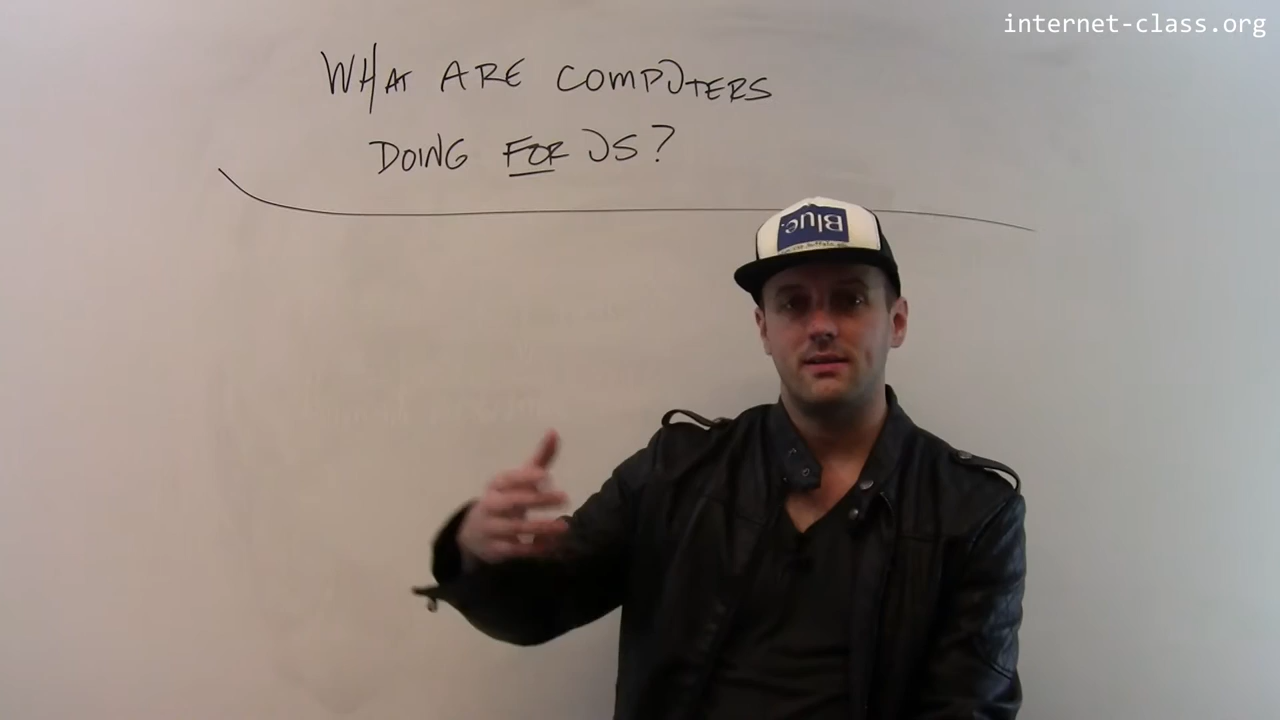 internet-class.org
WHAT ARE COMPUTERS
DOING FOR US?
Blue.